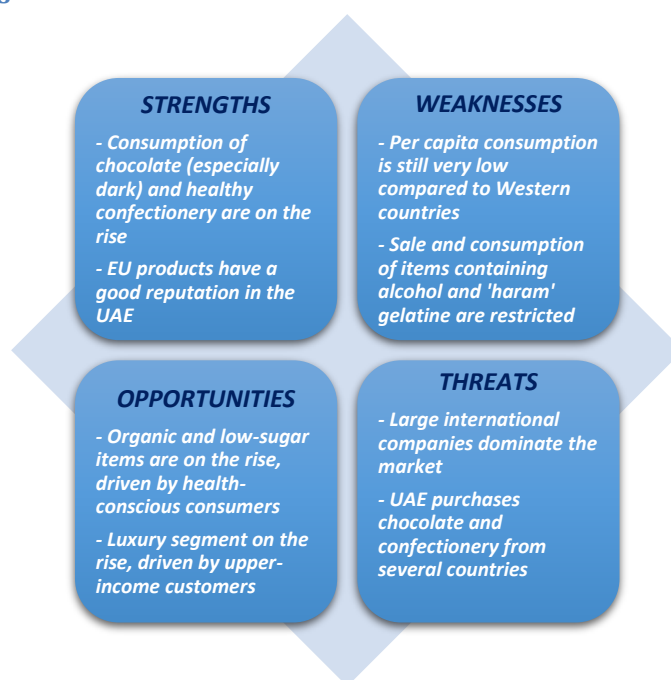 STRENGTHS
- Consumption of
chocolate (especially
dark) and healthy
confectionery are on the
rise
- EU products have a
good reputation in the
UAE
WEAKNESSES
- Per capita consumption
is still very low
compared to Western
countries
- Sale and consumption
of items containing
alcohol and 'haram'
gelatine are restricted
OPPORTUNITIES
- Organic and low-sugar
items are on the rise,
driven by health-
conscious consumers
- Luxury segment on the
rise, driven by upper-
income customers
THREATS
- Large international
companies dominate the
market
- UAE purchases
chocolate and
confectionery from
several countries